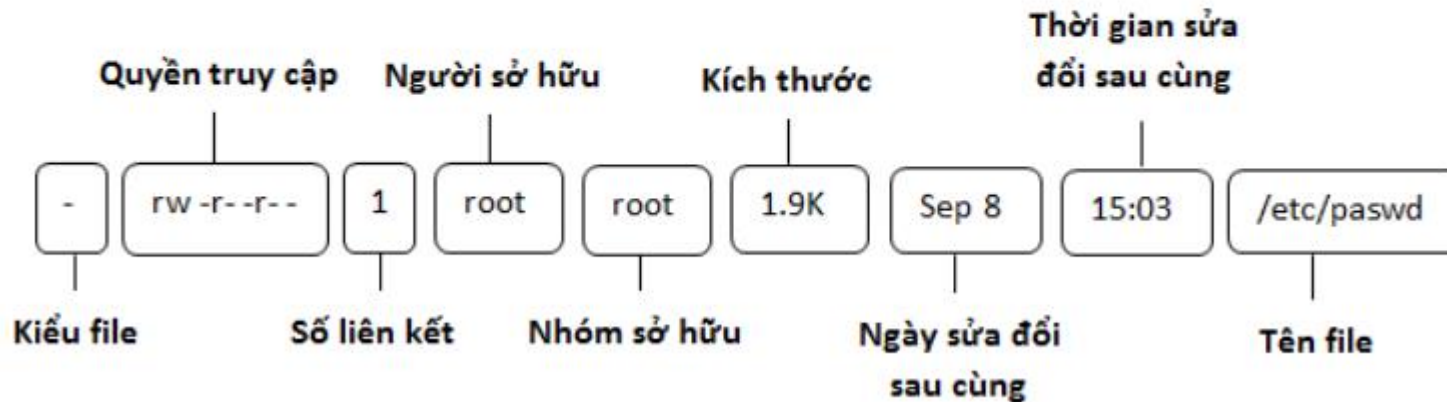 Thời gian sửa
đổi sau cùng
Quyền truy cập
Người sở hữu
Kích thước
-
rw -r- -r- -
1
root
root
1.9K
Sep 8
15:03
/etc/paswd
Kiểu file
Số liên kết
Nhóm sở hữu
Ngày sửa đổi
sau cùng
Tên file